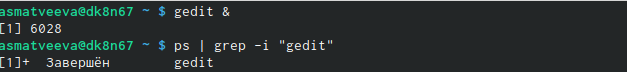 asmatveeva@dk8n67 ~ $ gedit &
[1] 6028
asmatveeva@dk8n67 ~ $ ps | grep -i "gedit"
[1]+  Завершён        gedit